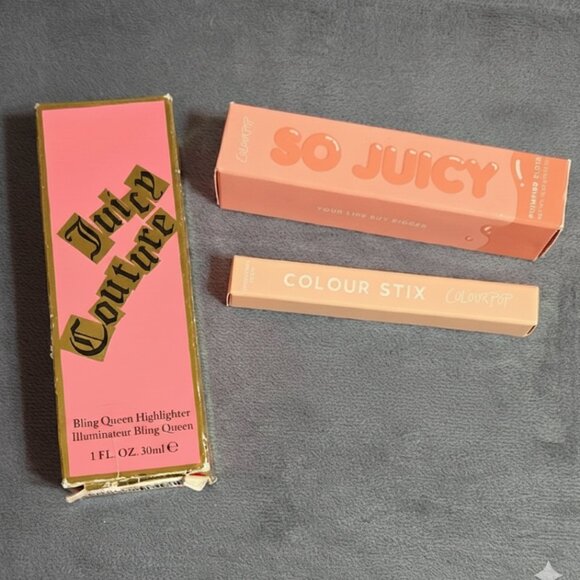 Juicy
Couture
Bling Queen Highlighter
Illuminateur Bling Queen
1 FL. OZ. 30ml ℮
COLOURPOP
SO JUICY
YOUR LIPS BUT BIGGER
COLOUR STIX
COLOURPOP